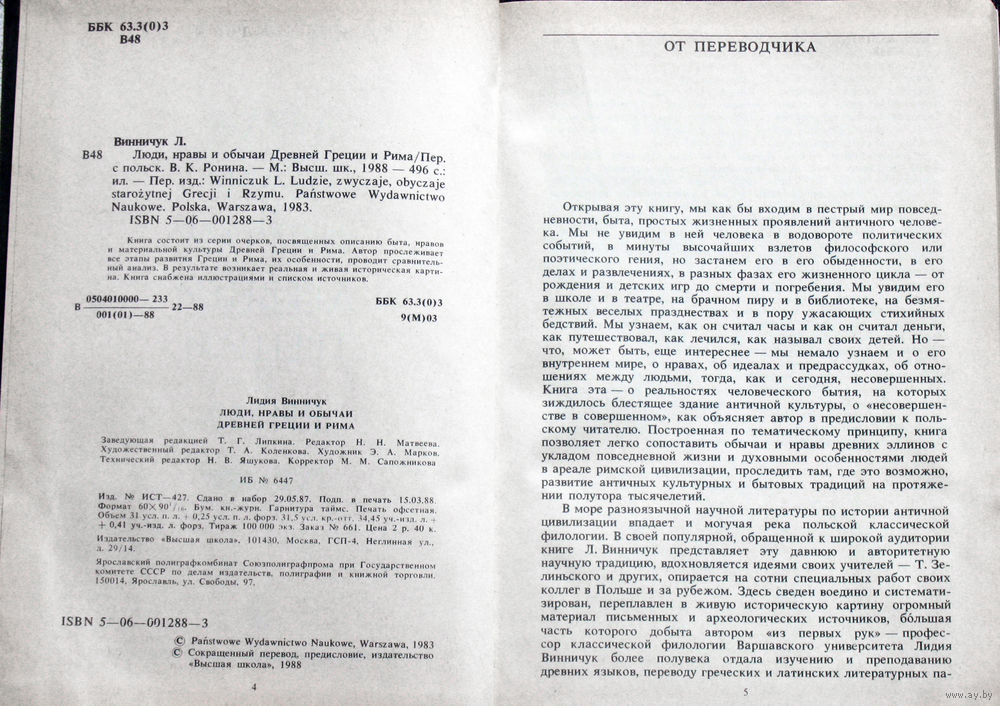 ББК 63.3(0)3
В48
Винничук Л.
В48 Люди, нравы и обычаи Древней Греции и Рима/Пер.
с польск. В. К. Ронина. — М.: Высш. шк., 1988 — 496 с.:
ил. — Пер. изд.: Winniczuk L. Ludzie, zwyczaje, obyczaje
starożytnej Grecji i Rzymu. Państwowe Wydawnictwo
Naukowe. Polska, Warszawa, 1983.
ISBN 5—06—001288—3
Книга состоит из серии очерков, посвященных описанию быта, нравов
и материальной культуры Древней Греции и Рима. Автор прослеживает
все этапы развития Греции и Рима, их особенности, проводит сравнитель-
ный анализ. В результате возникает реальная и живая историческая карти-
на. Книга снабжена иллюстрациями и списком источников.
В 0504010000—233
001(01)—88 22—88
ББК 63.3(0)3
9(М)03
Лидия Винничук
ЛЮДИ, НРАВЫ И ОБЫЧАИ
ДРЕВНЕЙ ГРЕЦИИ И РИМА
Заведующая редакцией Т. Г. Липкина. Редактор Н. Н. Матвеева.
Художественный редактор Т. А. Коленкова. Художник Э. А. Марков.
Технический редактор Н. В. Яшукова. Корректор М. М. Сапожникова
ИБ № 6447
Изд. № ИСТ—427. Сдано в набор 29.05.87. Подп. в печать 15.03.88.
Формат 60×90 1/16. Бум. кн.-журн. Гарнитура таймс. Печать офсетная.
Объем 31 усл. п. л. + 0,25 усл. п. л. форз. 31,5 усл. кр.-отт. 34,45 уч.-изд. л. +
+ 0,41 уч.-изд. л. форз. Тираж 100 000 экз. Заказ № 661. Цена 2 р. 40 к.
Издательство «Высшая школа», 101430, Москва, ГСП-4, Неглинная ул.,
д. 29/14.
Ярославский полиграфкомбинат Союзполиграфпрома при Государственном
комитете СССР по делам издательств, полиграфии и книжной торговли.
150014, Ярославль, ул. Свободы, 97.
ISBN 5—06—001288—3
© Państwowe Wydawnictwo Naukowe, Warszawa, 1983
© Сокращенный перевод, предисловие, издательство
«Высшая школа», 1988
4
ОТ ПЕРЕВОДЧИКА
Открывая эту книгу, мы как бы входим в пестрый мир повсед-
невности, быта, простых жизненных проявлений античного челове-
ка. Мы не увидим в ней человека в водовороте политических
событий, в минуты высочайших взлетов философского или
поэтического гения, но застанем его в его обыденности, в его
делах и развлечениях, в разных фазах его жизненного цикла — от
рождения и детских игр до смерти и погребения. Мы увидим его
в школе и в театре, на брачном пиру и в библиотеке, на безмя-
тежных веселых празднествах и в пору ужасающих стихийных
бедствий. Мы узнаем, как он считал часы и как он считал деньги,
как путешествовал, как лечился, как называл своих детей. Но —
что, может быть, еще интереснее — мы немало узнаем и о его
внутреннем мире, о нравах, об идеалах и предрассудках, об отно-
шениях между людьми, тогда, как и сегодня, несовершенных.
Книга эта — о реальностях человеческого бытия, на которых
зиждилось блестящее здание античной культуры, о «несовершен-
стве в совершенном», как объясняет автор в предисловии к поль-
скому читателю. Построенная по тематическому принципу, книга
позволяет легко сопоставить обычаи и нравы древних эллинов с
укладом повседневной жизни и духовными особенностями людей
в ареале римской цивилизации, проследить там, где это возможно,
развитие античных культурных и бытовых традиций на протяже-
нии полутора тысячелетий.
В море разноязычной научной литературы по истории античной
цивилизации впадает и могучая река польской классической
филологии. В своей популярной, обращенной к широкой аудитории
книге Л. Винничук представляет эту давнюю и авторитетную
научную традицию, вдохновляется идеями своих учителей — Т. Зе-
линьского и других, опирается на сотни специальных работ своих
коллег в Польше и за рубежом. Здесь сведен воедино и системати-
зирован, переплавлен в живую историческую картину огромный
материал письменных и археологических источников, бо́льшая
часть которого добыта автором «из первых рук» — профес-
сор классической филологии Варшавского университета Лидия
Винничук более полувека отдала изучению и преподаванию
древних языков, переводу греческих и латинских литературных па-
5
www.ay.by